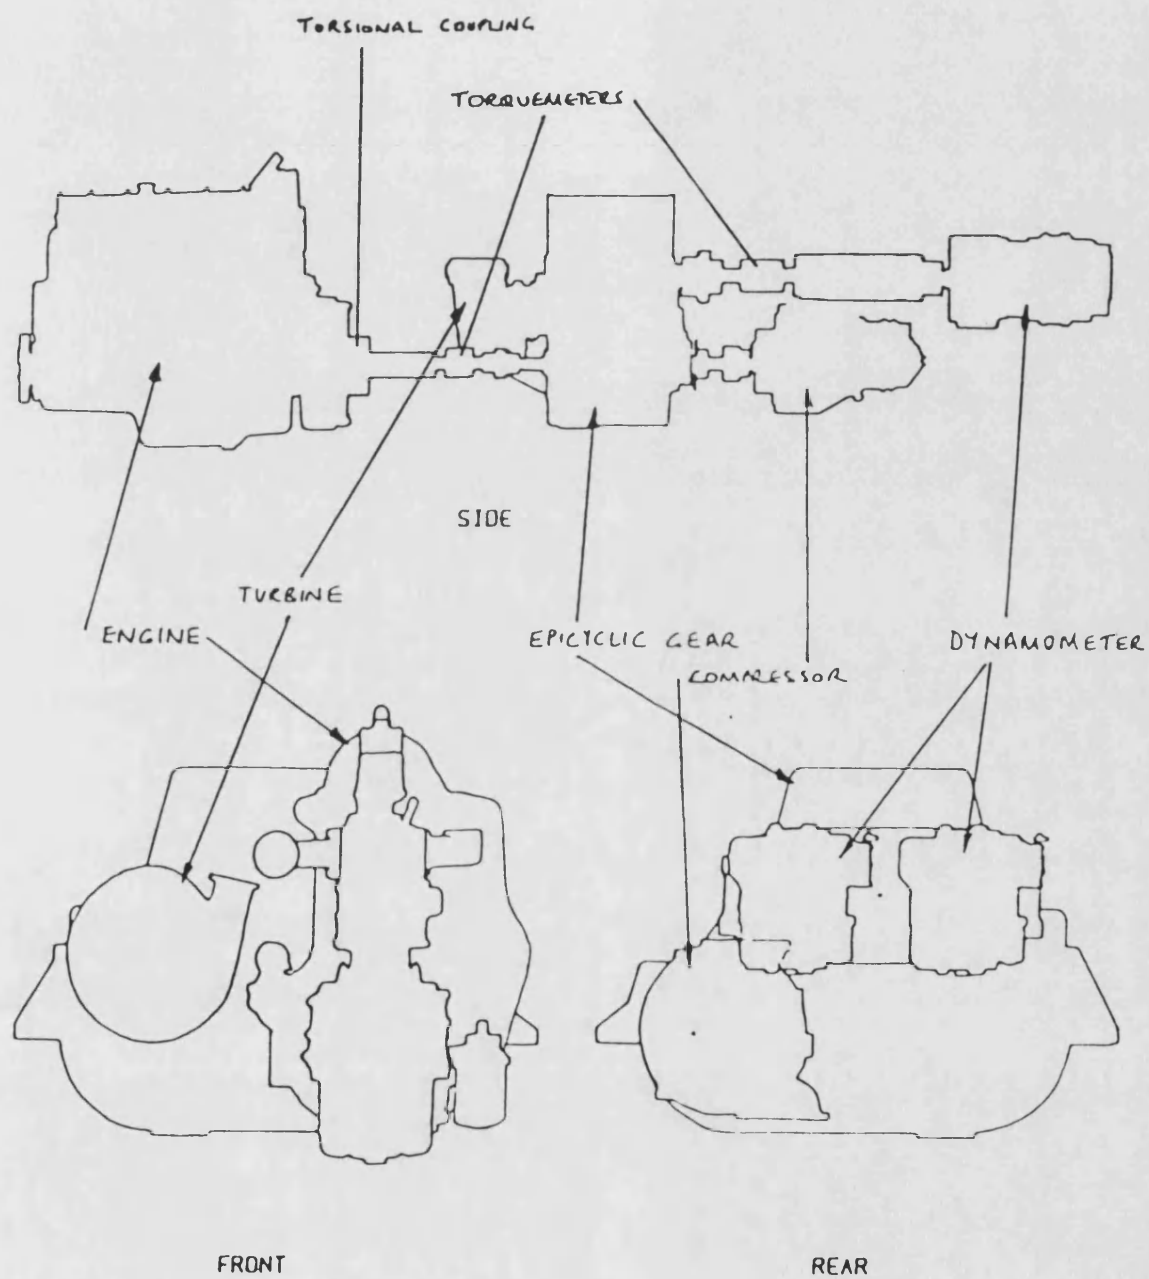 TORSIONAL COUPLING
TORQUEMETERS
SIDE
TURBINE
ENGINE
EPICYCLIC GEAR
DYNAMOMETER
COMPRESSOR
FRONT
REAR